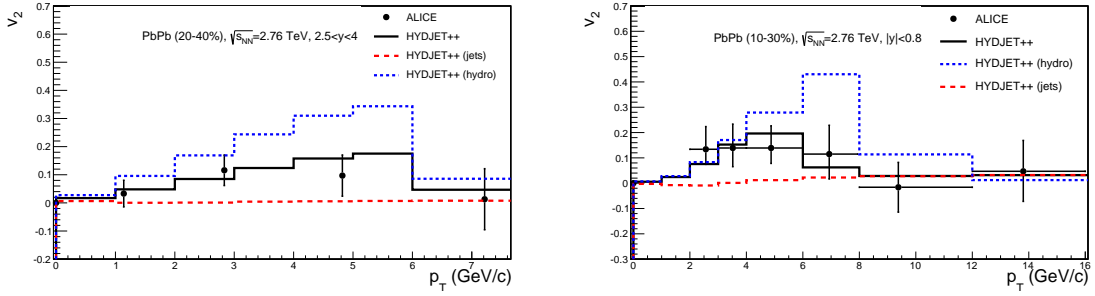 v₂
0.7
0.6
0.5
0.4
0.3
0.2
0.1
0
-0.1
-0.2
PbPb (20-40%), √s_NN=2.76 TeV, 2.5<y<4
ALICE
HYDJET++
HYDJET++ (jets)
HYDJET++ (hydro)
0 1 2 3 4 5 6 7
p_T (GeV/c)
v₂
0.7
0.6
0.5
0.4
0.3
0.2
0.1
0
-0.1
-0.2
-0.3
ALICE
PbPb (10-30%), √s_NN=2.76 TeV, |y|<0.8
HYDJET++
HYDJET++ (hydro)
HYDJET++ (jets)
0 2 4 6 8 10 12 14 16
p_T (GeV/c)